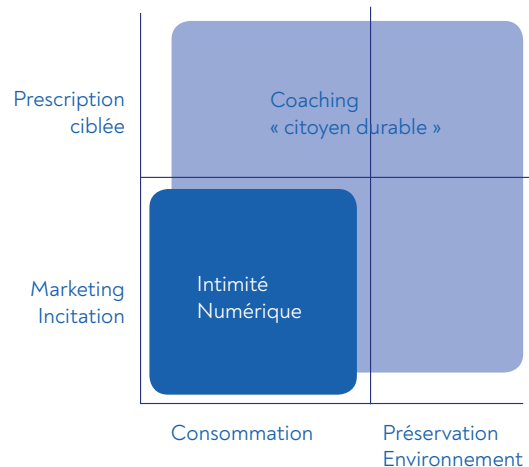 Prescription
ciblée
Coaching
« citoyen durable »
Marketing
Incitation
Intimité
Numérique
Consommation
Préservation
Environnement